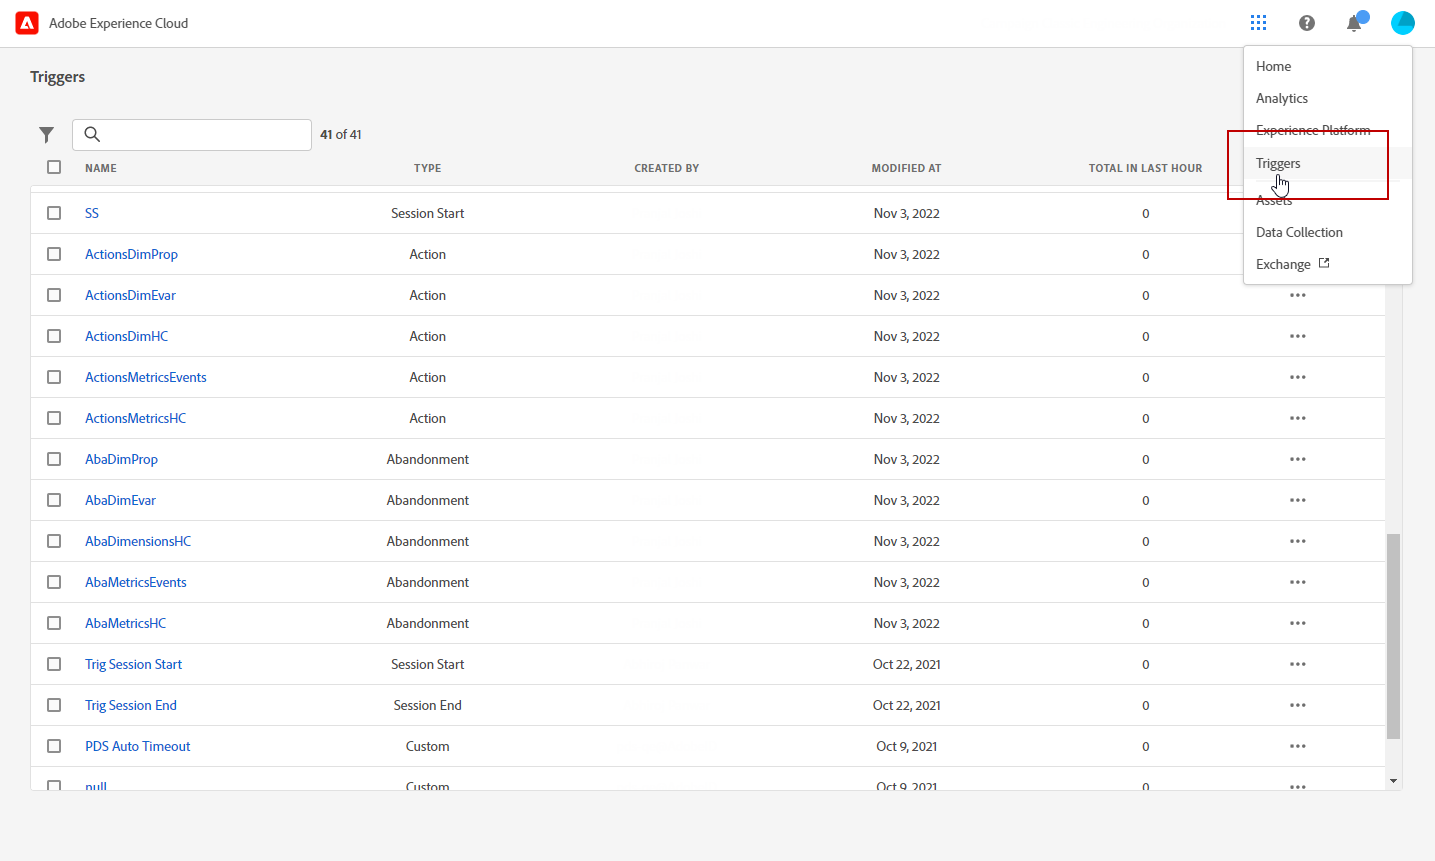 Adobe Experience Cloud
Home
Triggers
Analytics
Experience Platform
41 of 41
Triggers
NAME TYPE CREATED BY MODIFIED AT TOTAL IN LAST HOUR
Assets
SS Session Start Nov 3, 2022 0
Data Collection
ActionsDimProp Action Nov 3, 2022 0
Exchange
ActionsDimEvar Action Nov 3, 2022 0
ActionsDimHC Action Nov 3, 2022 0
ActionsMetricsEvents Action Nov 3, 2022 0
ActionsMetricsHC Action Nov 3, 2022 0
AbaDimProp Abandonment Nov 3, 2022 0
AbaDimEvar Abandonment Nov 3, 2022 0
AbaDimensionsHC Abandonment Nov 3, 2022 0
AbaMetricsEvents Abandonment Nov 3, 2022 0
AbaMetricsHC Abandonment Nov 3, 2022 0
Trig Session Start Session Start Oct 22, 2021 0
Trig Session End Session End Oct 22, 2021 0
PDS Auto Timeout Custom Oct 9, 2021 0
null Custom Oct 9, 2021 0